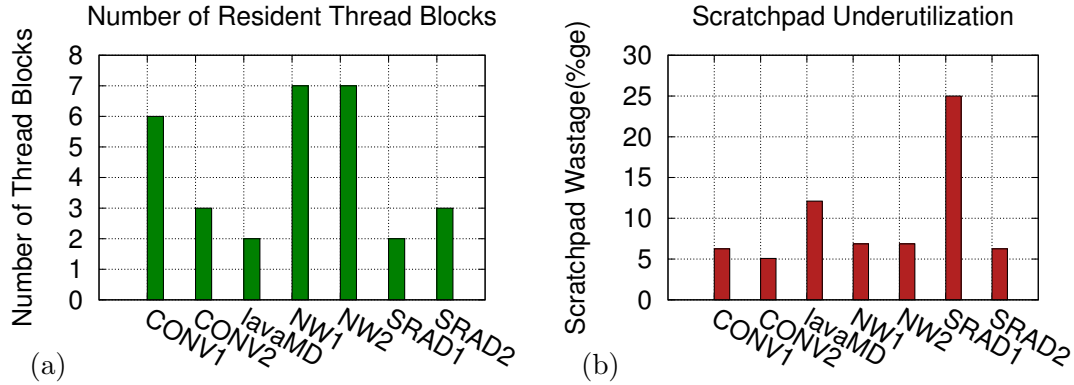 Number of Resident Thread Blocks
Number of Thread Blocks
8
7
6
5
4
3
2
1
0
CONV1
CONV2
lavaMD
NW1
NW2
SRAD1
SRAD2
(a)
Scratchpad Underutilization
Scratchpad Wastage(%ge)
30
25
20
15
10
5
0
CONV1
CONV2
lavaMD
NW1
NW2
SRAD1
SRAD2
(b)